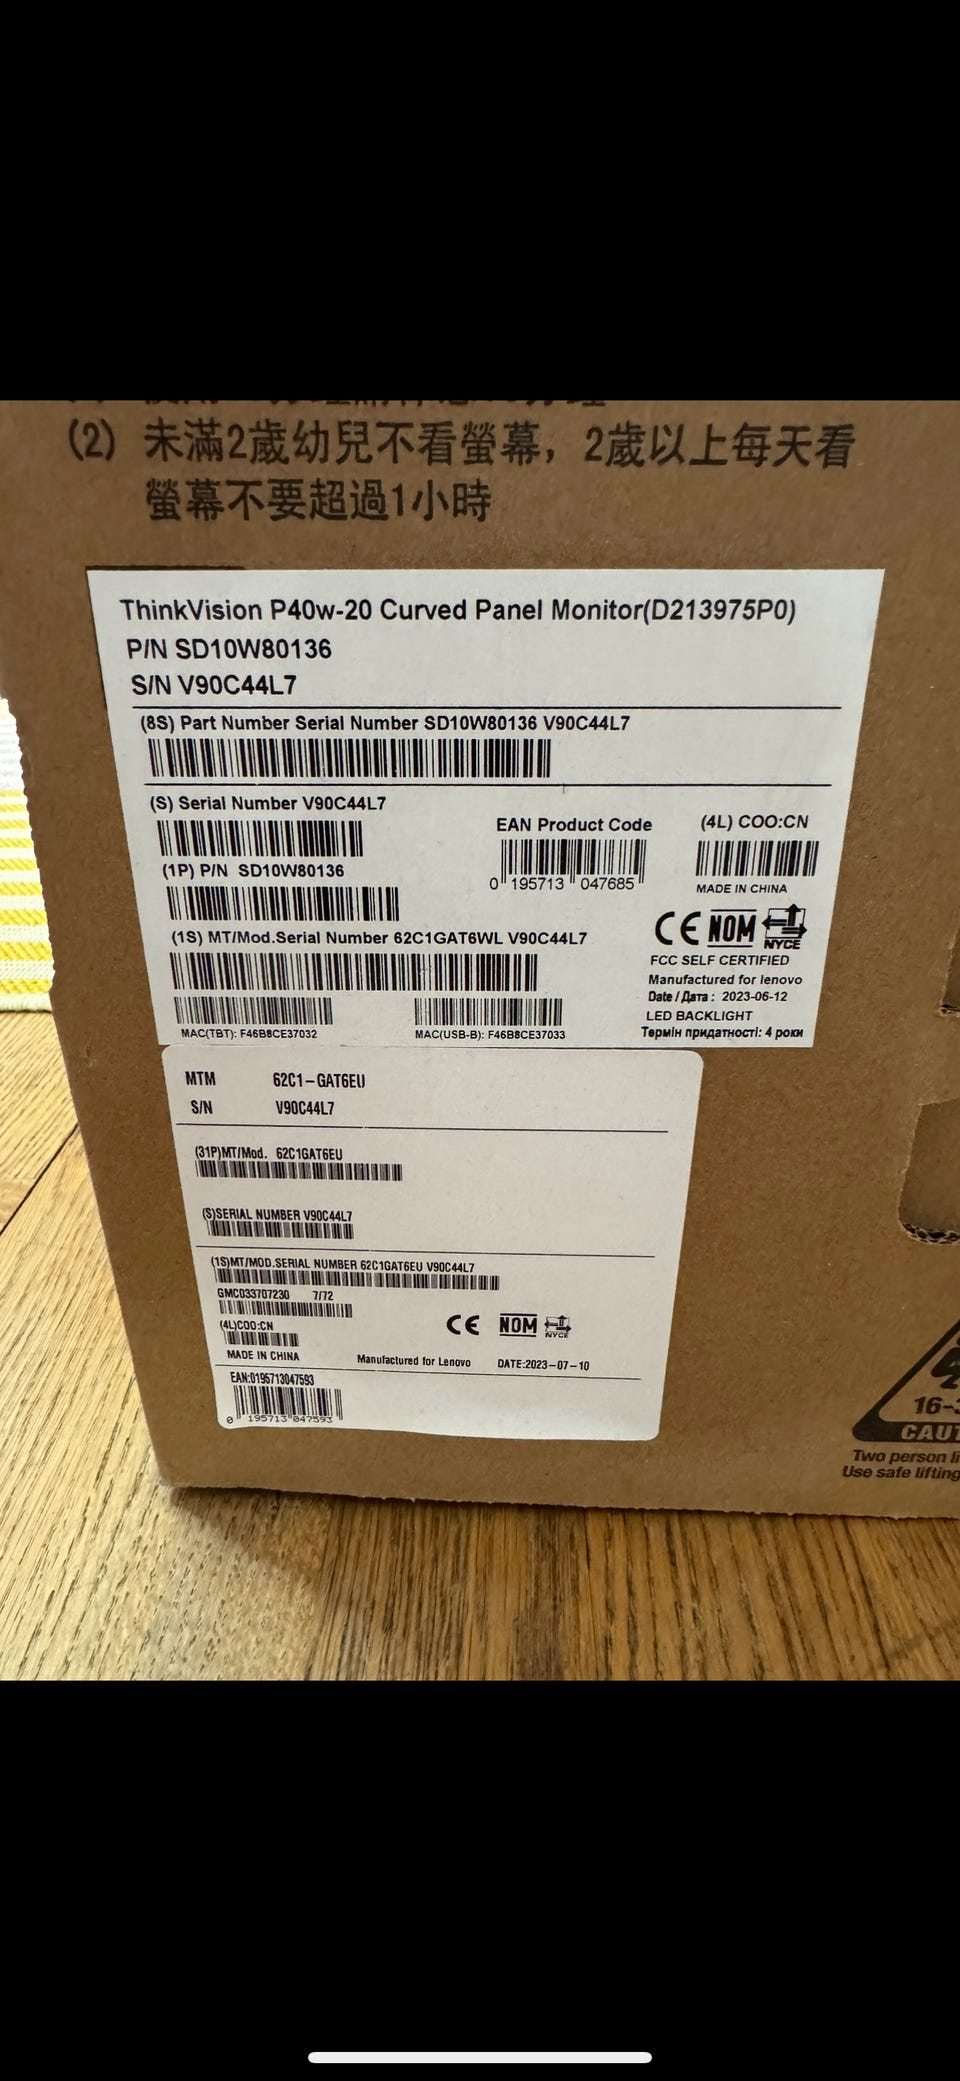 (2) 未滿2歲幼兒不看螢幕，2歲以上每天看
螢幕不要超過1小時
ThinkVision P40w-20 Curved Panel Monitor(D213975P0)
P/N SD10W80136
S/N V90C44L7
(8S) Part Number Serial Number SD10W80136 V90C44L7
(S) Serial Number V90C44L7
(1P) P/N SD10W80136
EAN Product Code
0 195713 047685
(4L) COO:CN
MADE IN CHINA
(1S) MT/Mod.Serial Number 62C1GAT6WL V90C44L7
MAC(TBT): F46B8CE37032
MAC(USB-B): F46B8CE37033
CE NOM NYCE
FCC SELF CERTIFIED
Manufactured for lenovo
Date / Дата : 2023-06-12
LED BACKLIGHT
Термін придатності: 4 роки
MTM 62C1-GAT6EU
S/N V90C44L7
(31P)MT/Mod. 62C1GAT6EU
(S)SERIAL NUMBER V90C44L7
(1S)MT/MOD.SERIAL NUMBER 62C1GAT6EU V90C44L7
GMC033707230 7/72
(4L)COO:CN
MADE IN CHINA
CE NOM NYCE
Manufactured for Lenovo DATE:2023-07-10
EAN:0195713047593
0 195713 047593
16-3
CAUT
Two person li
Use safe lifting